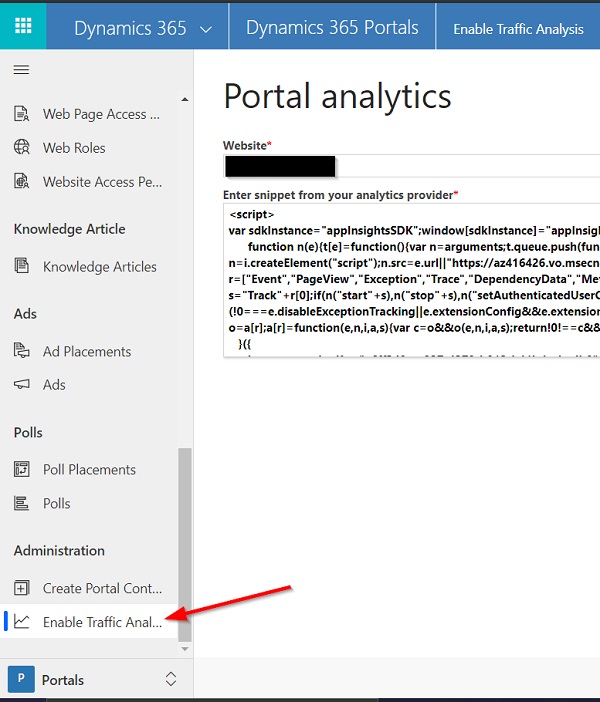 Dynamics 365
Dynamics 365 Portals
Enable Traffic Analysis
Web Page Access ...
Web Roles
Website Access Pe...
Knowledge Article
Knowledge Articles
Ads
Ad Placements
Ads
Polls
Poll Placements
Polls
Administration
Create Portal Cont...
Enable Traffic Anal...
P
Portals
Portal analytics
Website*
Enter snippet from your analytics provider*
<script>
var sdkInstance="appInsightsSDK";window[sdkInstance]="appInsigh
function n(e){t[e]=function(){var n=arguments;t.queue.push(fun
n=i.createElement("script");n.src=e.url||"https://az416426.vo.msecn
r=["Event","PageView","Exception","Trace","DependencyData","Me
s="Track"+r[0];if(n("start"+s),n("stop"+s),n("setAuthenticatedUserC
(!0===e.disableExceptionTracking||e.extensionConfig&&e.extension
o=a[r];a[r]=function(e,n,i,a,s){var c=o&&o(e,n,i,a,s);return!0!==c&&
}({